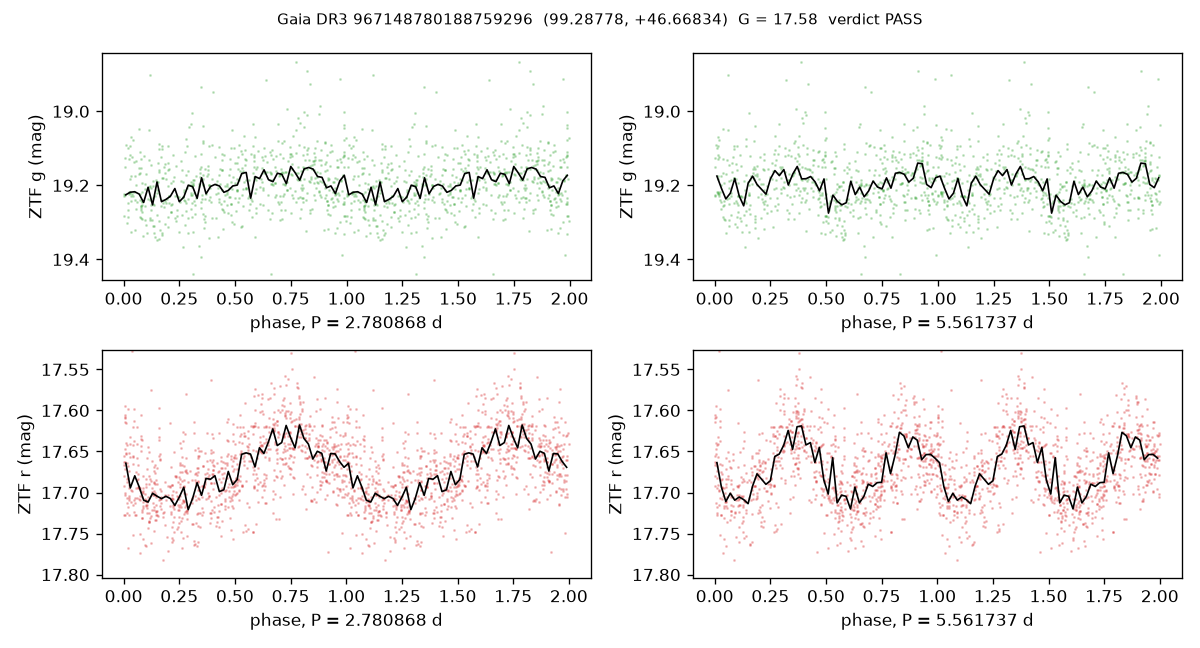 Gaia DR3 967148780188759296 (99.28778, +46.66834) G = 17.58 verdict PASS
ZTF g (mag)
19.0
19.2
19.4
0.00 0.25 0.50 0.75 1.00 1.25 1.50 1.75 2.00
phase, P = 2.780868 d
ZTF g (mag)
19.0
19.2
19.4
0.00 0.25 0.50 0.75 1.00 1.25 1.50 1.75 2.00
phase, P = 5.561737 d
ZTF r (mag)
17.55
17.60
17.65
17.70
17.75
17.80
0.00 0.25 0.50 0.75 1.00 1.25 1.50 1.75 2.00
phase, P = 2.780868 d
ZTF r (mag)
17.55
17.60
17.65
17.70
17.75
17.80
0.00 0.25 0.50 0.75 1.00 1.25 1.50 1.75 2.00
phase, P = 5.561737 d